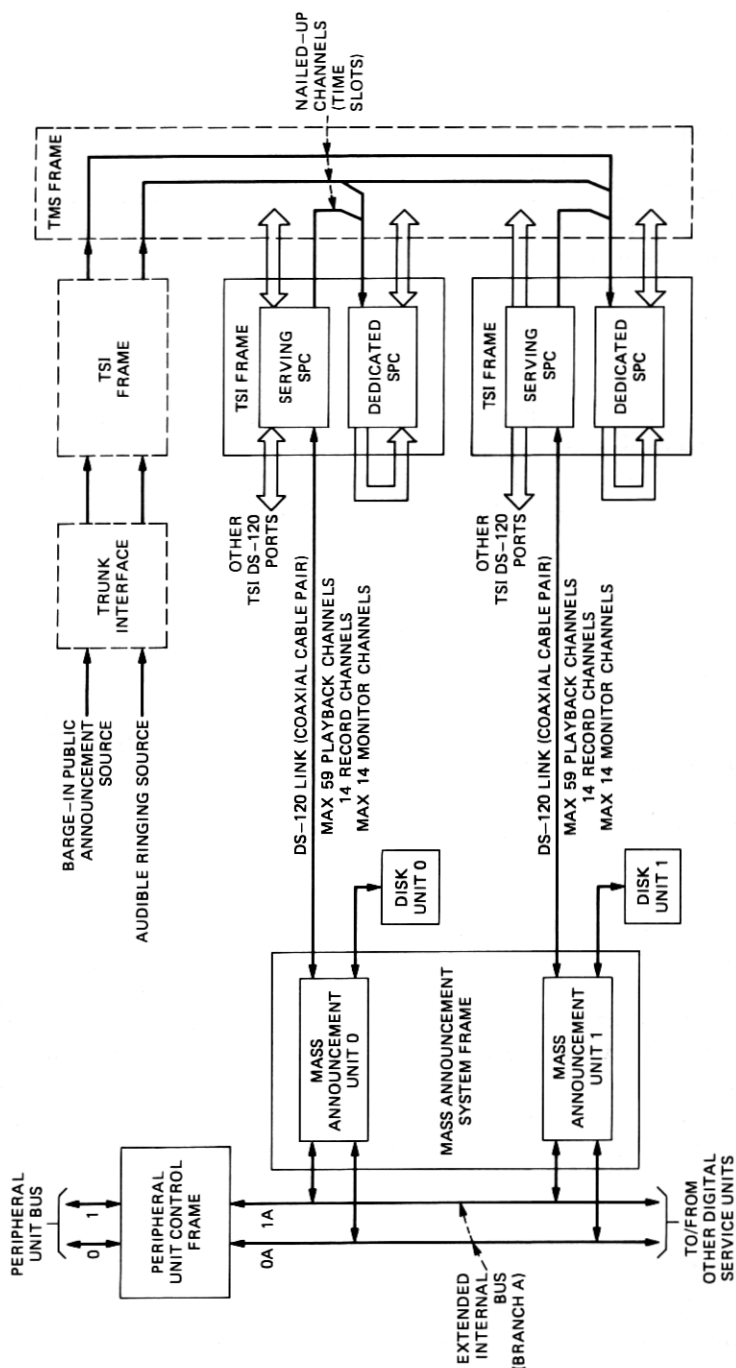 PERIPHERAL
UNIT BUS
0
1
PERIPHERAL
UNIT CONTROL
FRAME
0A
1A
EXTENDED
INTERNAL
BUS
(BRANCH A)
TO/FROM
OTHER DIGITAL
SERVICE UNITS
MASS
ANNOUNCEMENT
UNIT 0
MASS ANNOUNCEMENT
SYSTEM FRAME
MASS
ANNOUNCEMENT
UNIT 1
DISK
UNIT 0
DISK
UNIT 1
BARGE-IN PUBLIC
ANNOUNCEMENT
SOURCE
AUDIBLE RINGING SOURCE
DS-120 LINK (COAXIAL CABLE PAIR)
MAX 59 PLAYBACK CHANNELS
14 RECORD CHANNELS
MAX 14 MONITOR CHANNELS
DS-120 LINK (COAXIAL CABLE PAIR)
MAX 59 PLAYBACK CHANNELS
14 RECORD CHANNELS
MAX 14 MONITOR CHANNELS
TRUNK
INTERFACE
TSI
FRAME
OTHER
TSI DS-120
PORTS
TSI FRAME
SERVING
SPC
DEDICATED
SPC
OTHER
TSI DS-120
PORTS
TSI FRAME
SERVING
SPC
DEDICATED
SPC
TMS FRAME
NAILED-UP
CHANNELS
(TIME
SLOTS)